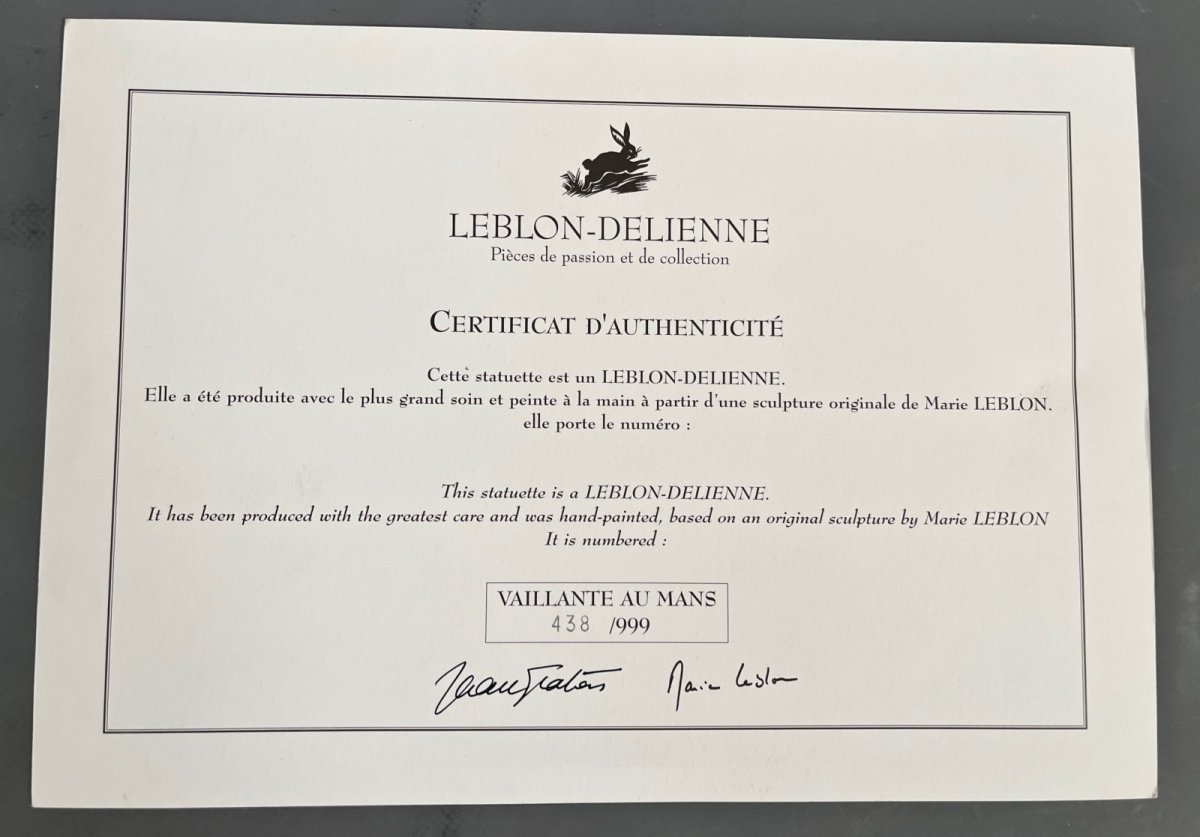 LEBLON-DELIENNE
Pièces de passion et de collection
CERTIFICAT D'AUTHENTICITÉ
Cette statuette est un LEBLON-DELIENNE.
Elle a été produite avec le plus grand soin et peinte à la main à partir d'une sculpture originale de Marie LEBLON.
elle porte le numéro :
This statuette is a LEBLON-DELIENNE.
It has been produced with the greatest care and was hand-painted, based on an original sculpture by Marie LEBLON
It is numbered :
VAILLANTE AU MANS
438 /999
Marie Leblon